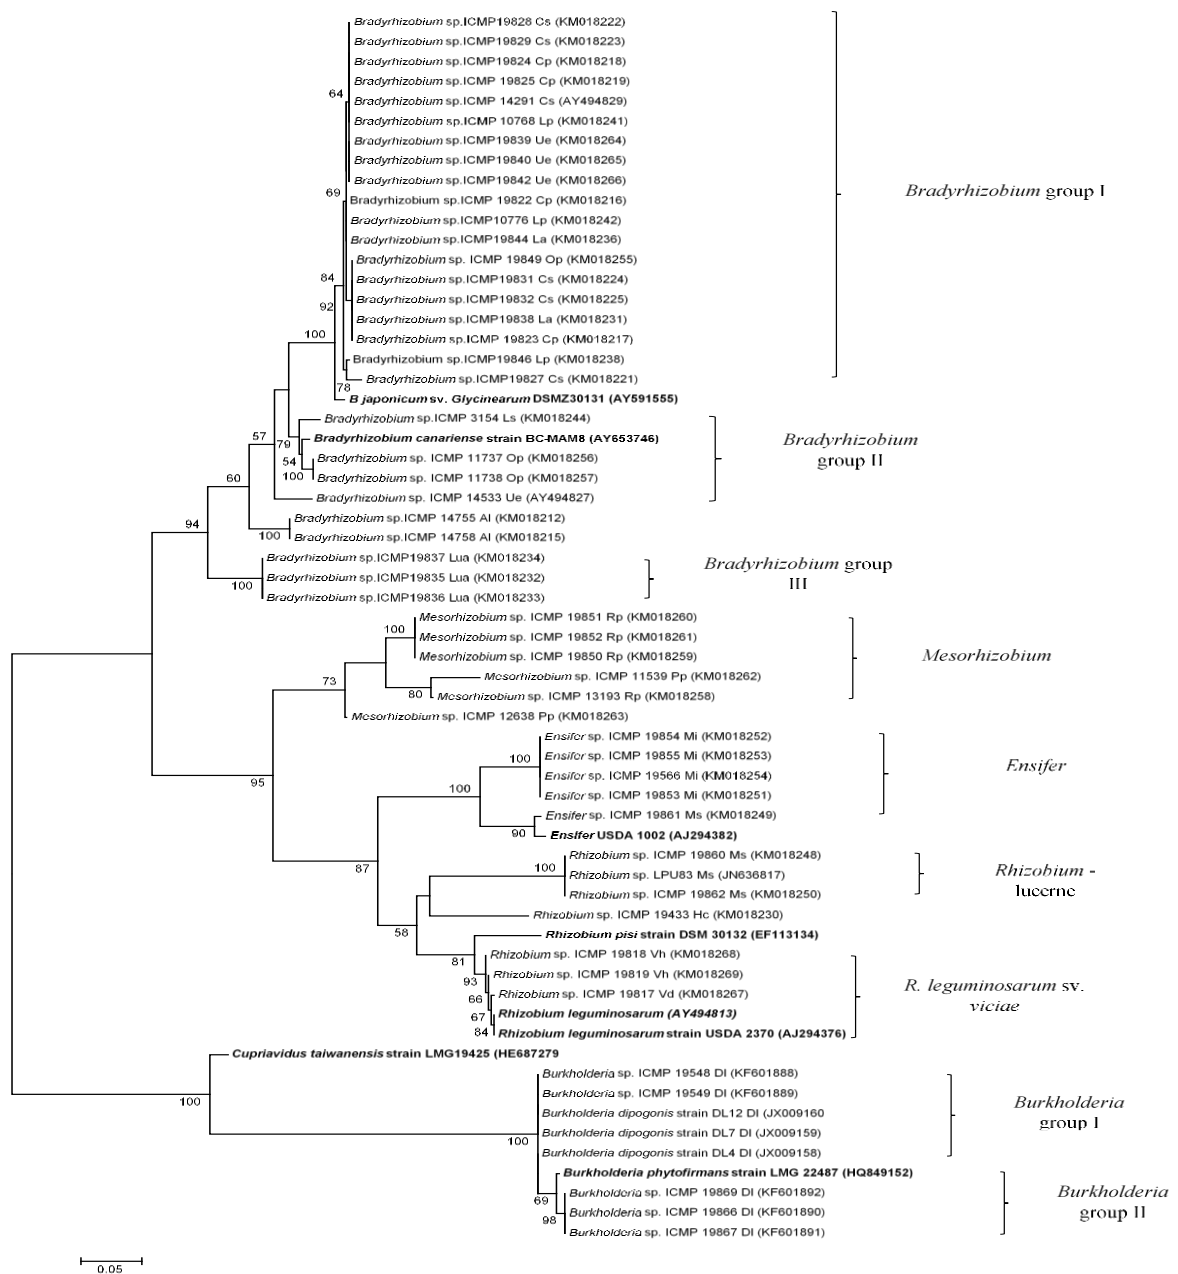 Bradyrhizobium sp.ICMP19828 Cs (KM018222)
Bradyrhizobium sp.ICMP19829 Cs (KM018223)
Bradyrhizobium sp.ICMP19824 Cp (KM018218)
Bradyrhizobium sp.ICMP 19825 Cp (KM018219)
64
Bradyrhizobium sp.ICMP 14291 Cs (AY494829)
Bradyrhizobium sp.ICMP 10768 Lp (KM018241)
Bradyrhizobium sp.ICMP19839 Ue (KM018264)
Bradyrhizobium sp.ICMP19840 Ue (KM018265)
Bradyrhizobium sp.ICMP19842 Ue (KM018266)
69
Bradyrhizobium group I
Bradyrhizobium sp.ICMP 19822 Cp (KM018216)
Bradyrhizobium sp.ICMP10776 Lp (KM018242)
Bradyrhizobium sp.ICMP19844 La (KM018236)
Bradyrhizobium sp. ICMP 19849 Op (KM018255)
84
Bradyrhizobium sp.ICMP19831 Cs (KM018224)
Bradyrhizobium sp.ICMP19832 Cs (KM018225)
92
Bradyrhizobium sp.ICMP19838 La (KM018231)
100
Bradyrhizobium sp.ICMP 19823 Cp (KM018217)
Bradyrhizobium sp.ICMP19846 Lp (KM018238)
Bradyrhizobium sp.ICMP19827 Cs (KM018221)
78
B japonicum sv. Glycinearum DSMZ30131 (AY591555)
Bradyrhizobium sp.ICMP 3154 Ls (KM018244)
57
79
Bradyrhizobium canariense strain BC-MAM8 (AY653746)
Bradyrhizobium
group II
54
Bradyrhizobium sp. ICMP 11737 Op (KM018256)
100
Bradyrhizobium sp. ICMP 11738 Op (KM018257)
60
Bradyrhizobium sp. ICMP 14533 Ue (AY494827)
Bradyrhizobium sp.ICMP 14755 Al (KM018212)
94
100
Bradyrhizobium sp.ICMP 14758 Al (KM018215)
Bradyrhizobium sp.ICMP19837 Lua (KM018234)
Bradyrhizobium sp.ICMP19835 Lua (KM018232)
Bradyrhizobium group
III
100
Bradyrhizobium sp.ICMP19836 Lua (KM018233)
Mesorhizobium sp. ICMP 19851 Rp (KM018260)
100
Mesorhizobium sp. ICMP 19852 Rp (KM018261)
Mesorhizobium sp. ICMP 19850 Rp (KM018259)
Mesorhizobium
73
Mesorhizobium sp. ICMP 11539 Pp (KM018262)
80
Mesorhizobium sp. ICMP 13193 Rp (KM018258)
Mesorhizobium sp. ICMP 12638 Pp (KM018263)
Ensifer sp. ICMP 19854 Mi (KM018252)
100
Ensifer sp. ICMP 19855 Mi (KM018253)
Ensifer
Ensifer sp. ICMP 19566 Mi (KM018254)
95
100
Ensifer sp. ICMP 19853 Mi (KM018251)
Ensifer sp. ICMP 19861 Ms (KM018249)
90
Ensifer USDA 1002 (AJ294382)
Rhizobium sp. ICMP 19860 Ms (KM018248)
87
100
Rhizobium sp. LPU83 Ms (JN636817)
Rhizobium -
lucerne
Rhizobium sp. ICMP 19862 Ms (KM018250)
Rhizobium sp. ICMP 19433 Hc (KM018230)
58
Rhizobium pisi strain DSM 30132 (EF113134)
Rhizobium sp. ICMP 19818 Vh (KM018268)
81
Rhizobium sp. ICMP 19819 Vh (KM018269)
93
Rhizobium sp. ICMP 19817 Vd (KM018267)
R. leguminosarum sv.
viciae
66
Rhizobium leguminosarum (AY494813)
67
Rhizobium leguminosarum strain USDA 2370 (AJ294376)
84
Cupriavidus taiwanensis strain LMG19425 (HE687279
Burkholderia sp. ICMP 19548 DI (KF601888)
Burkholderia sp. ICMP 19549 DI (KF601889)
100
Burkholderia dipogonis strain DL12 DI (JX009160
Burkholderia
group I
Burkholderia dipogonis strain DL7 DI (JX009159)
100
Burkholderia dipogonis strain DL4 DI (JX009158)
Burkholderia phytofirmans strain LMG 22487 (HQ849152)
Burkholderia sp. ICMP 19869 DI (KF601892)
69
Burkholderia
group II
Burkholderia sp. ICMP 19866 DI (KF601890)
98
Burkholderia sp. ICMP 19867 DI (KF601891)
0.05